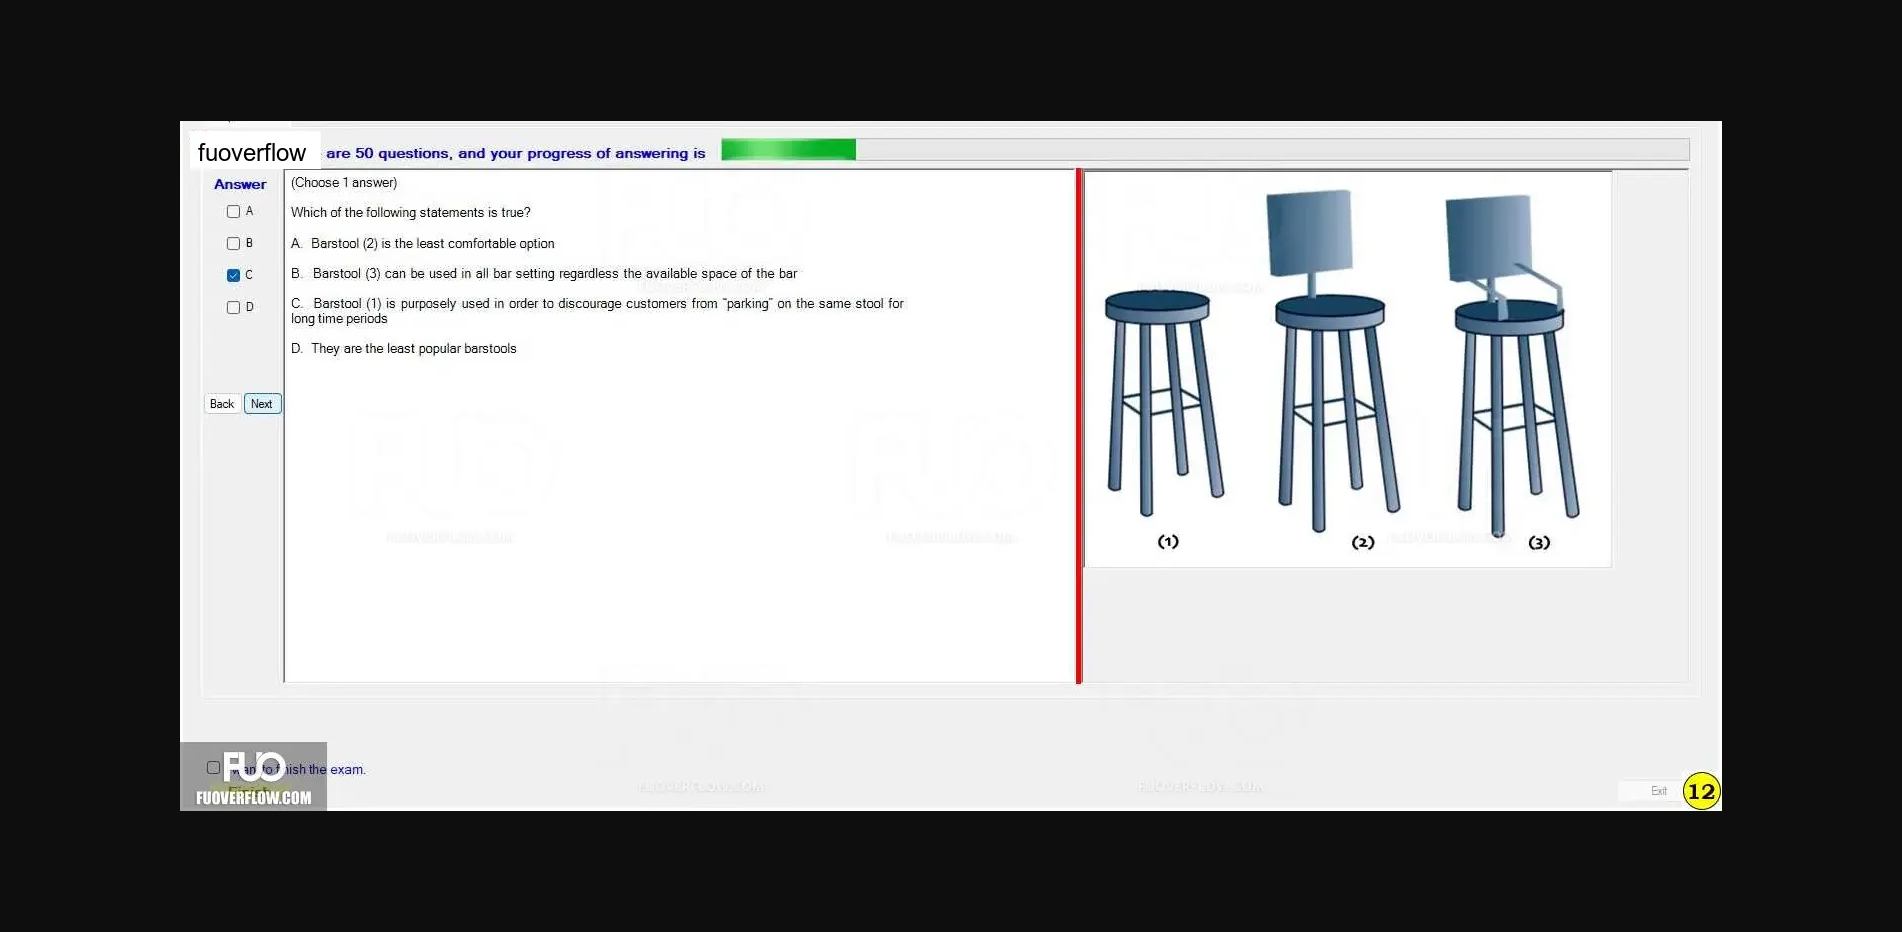 fuoverflow are 50 questions, and your progress of answering is
Answer
A
B
C
D
Back Next
(Choose 1 answer)
Which of the following statements is true?
A. Barstool (2) is the least comfortable option
B. Barstool (3) can be used in all bar setting regardless the available space of the bar
C. Barstool (1) is purposely used in order to discourage customers from "parking" on the same stool for
long time periods
D. They are the least popular barstools
(1) (2) (3)
FUO
want to finish the exam.
Finish
FUOVERFLOW.COM
Exit 12